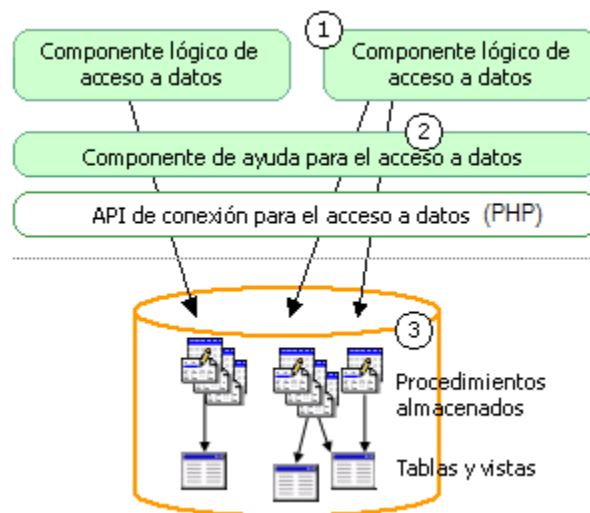 Componente lógico de
acceso a datos
1
Componente lógico de
acceso a datos
2
Componente de ayuda para el acceso a datos
API de conexión para el acceso a datos (PHP)
3
Procedimientos
almacenados
Tablas y vistas